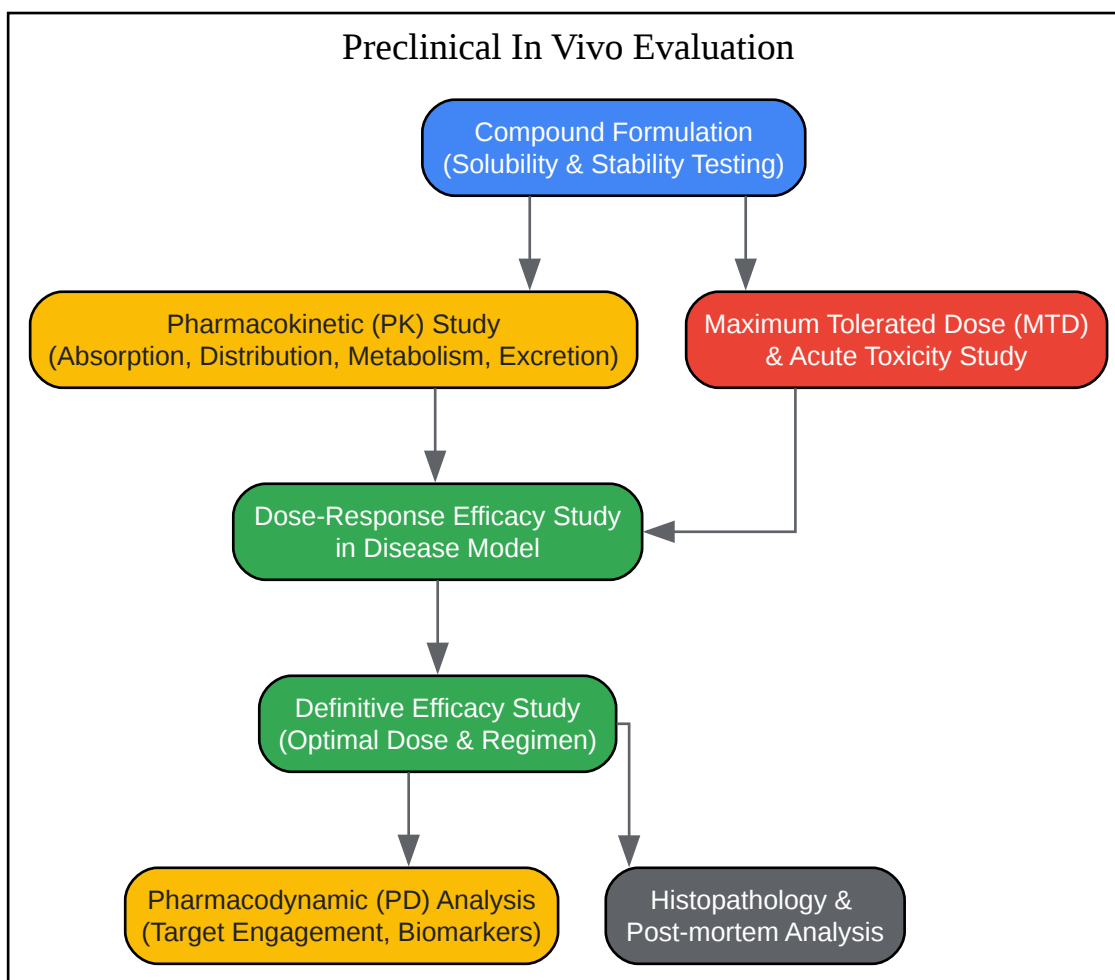 Preclinical In Vivo Evaluation
Compound Formulation
(Solubility & Stability Testing)
Pharmacokinetic (PK) Study
(Absorption, Distribution, Metabolism, Excretion)
Maximum Tolerated Dose (MTD)
& Acute Toxicity Study
Dose-Response Efficacy Study
in Disease Model
Definitive Efficacy Study
(Optimal Dose & Regimen)
Pharmacodynamic (PD) Analysis
(Target Engagement, Biomarkers)
Histopathology &
Post-mortem Analysis